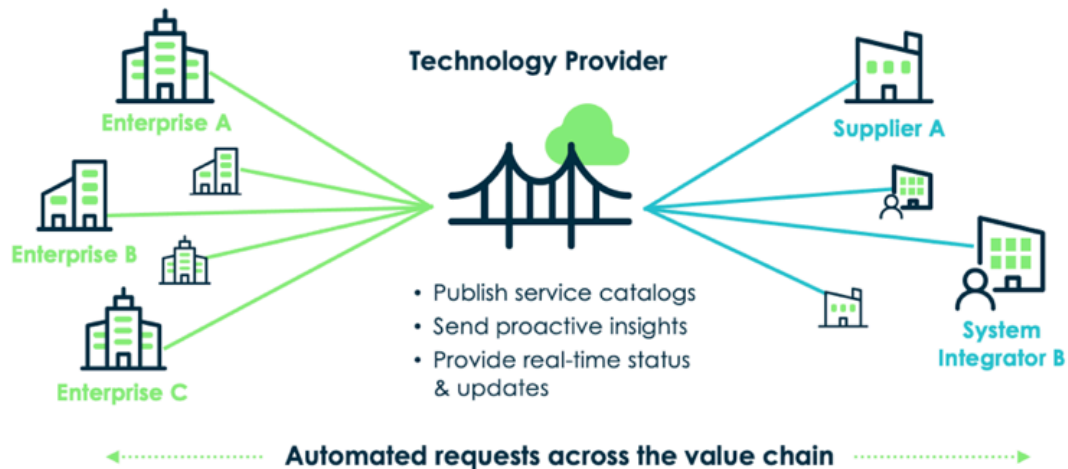 Technology Provider
Enterprise A
Supplier A
Enterprise B
• Publish service catalogs
• Send proactive insights
• Provide real-time status
& updates
System
Integrator B
Enterprise C
Automated requests across the value chain